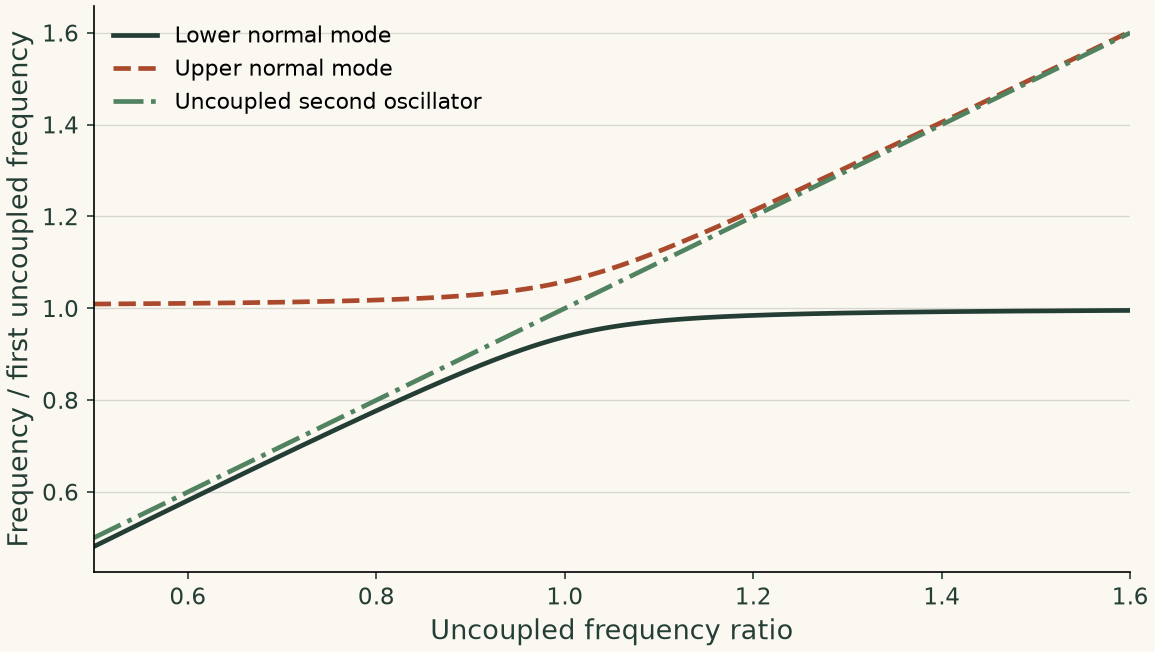 Lower normal mode
Upper normal mode
Uncoupled second oscillator
Frequency / first uncoupled frequency
1.6
1.4
1.2
1.0
0.8
0.6
0.6 0.8 1.0 1.2 1.4 1.6
Uncoupled frequency ratio